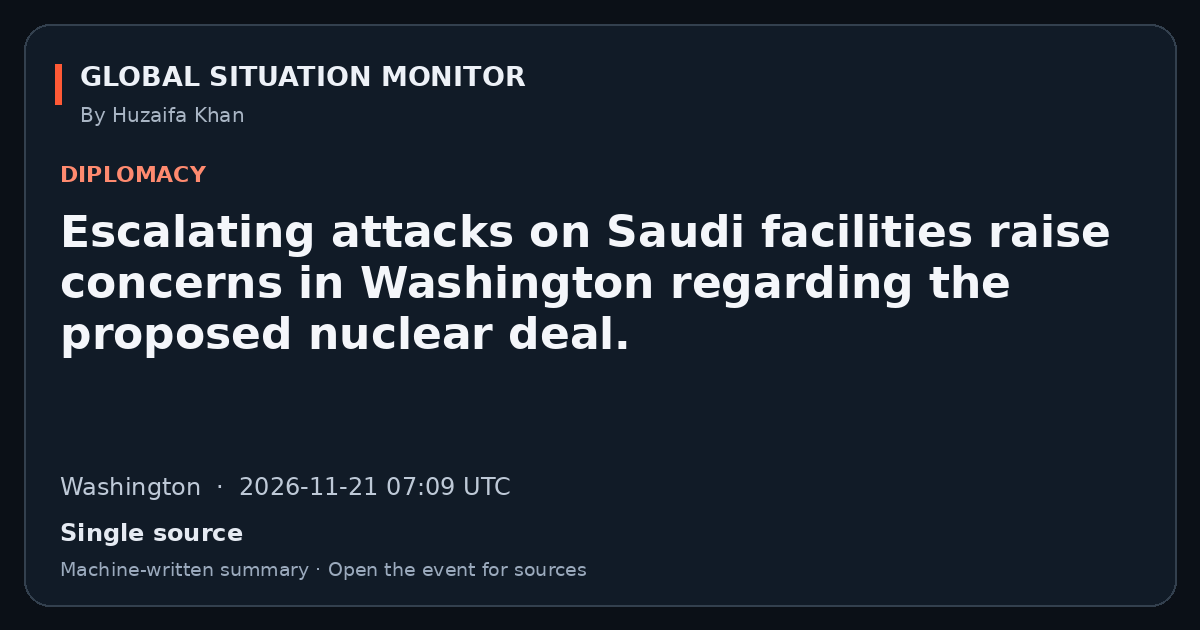 GLOBAL SITUATION MONITOR
By Huzaifa Khan
DIPLOMACY
Escalating attacks on Saudi facilities raise
concerns in Washington regarding the
proposed nuclear deal.
Washington · 2026-11-21 07:09 UTC
Single source
Machine-written summary · Open the event for sources